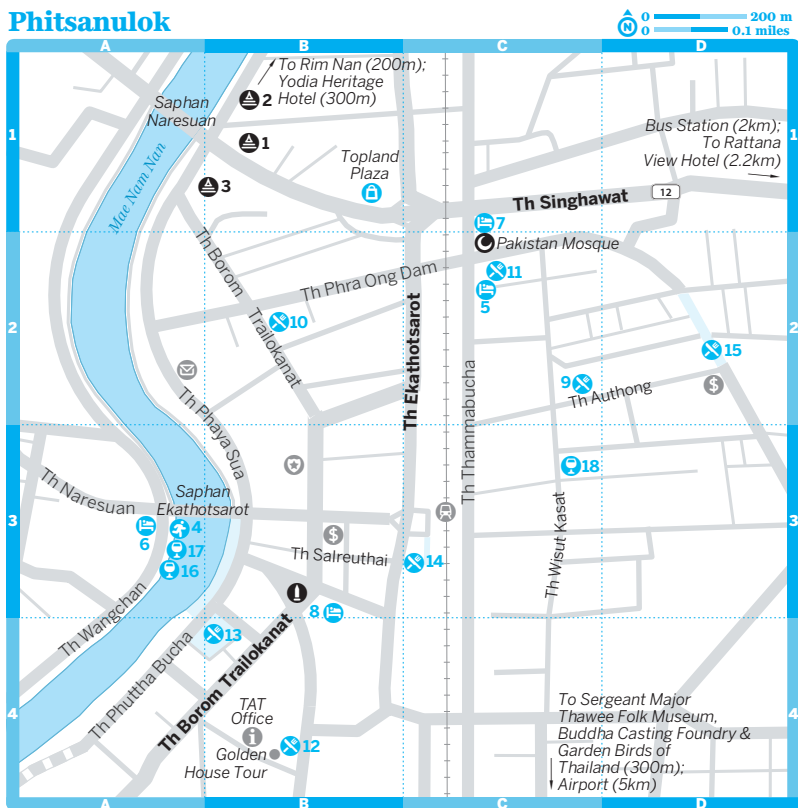 Phitsanulok
N
0 200 m
0 0.1 miles
A
B
C
D
To Rim Nan (200m);
Yodia Heritage
Hotel (300m)
2
Saphan
Naresuan
1
1
1
Bus Station (2km);
To Rattana
View Hotel (2.2km)
Mae Nam Nan
3
Topland
Plaza
Th Singhawat
12
7
Pakistan Mosque
11
5
Th Borom
Trailokanat
Th Phra Ong Dam
10
2
2
Th Ekathotsarot
15
9
$
Th Authong
Th Phaya Sua
Th Thammabucha
18
Th Naresuan
Saphan
Ekathotsarot
3
3
6
4
17
16
$
Th Salreuthai
14
Th Wisut Kasat
8
Th Wangchan
13
Th Phuttha Bucha
Th Borom Trailokanat
4
4
TAT
Office
i
12
Golden
House Tour
To Sergeant Major
Thawee Folk Museum,
Buddha Casting Foundry &
Garden Birds of
Thailand (300m);
Airport (5km)
A
B
C
D